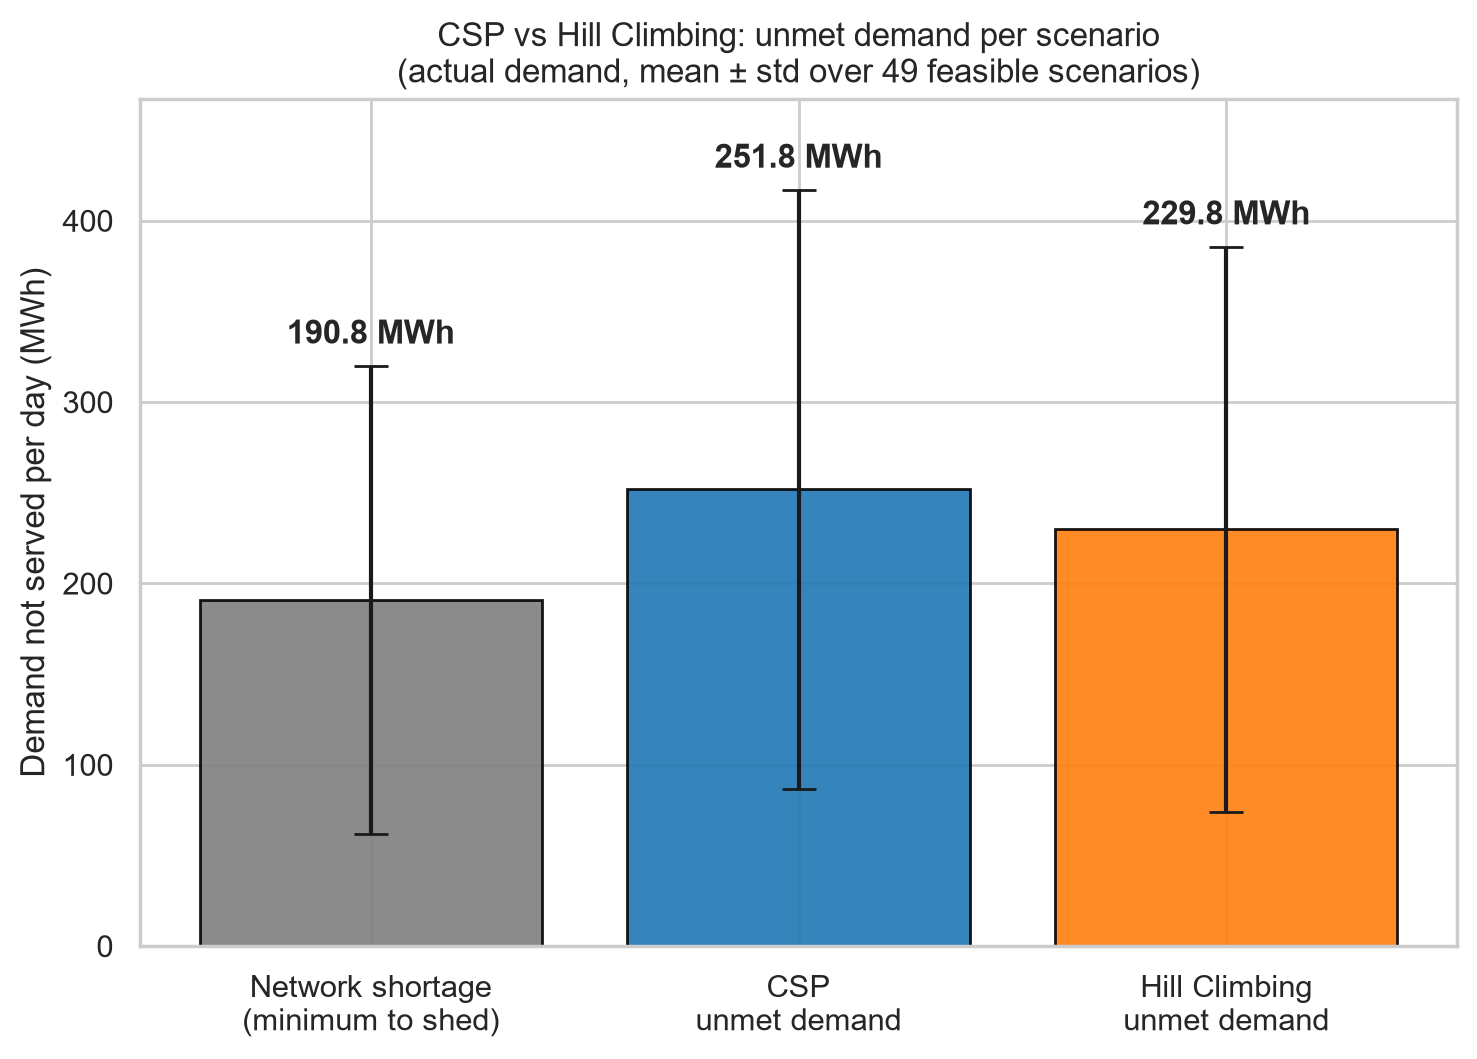 CSP vs Hill Climbing: unmet demand per scenario
(actual demand, mean ± std over 49 feasible scenarios)
Demand not served per day (MWh)
400
300
200
100
0
190.8 MWh
251.8 MWh
229.8 MWh
Network shortage
(minimum to shed)
CSP
unmet demand
Hill Climbing
unmet demand